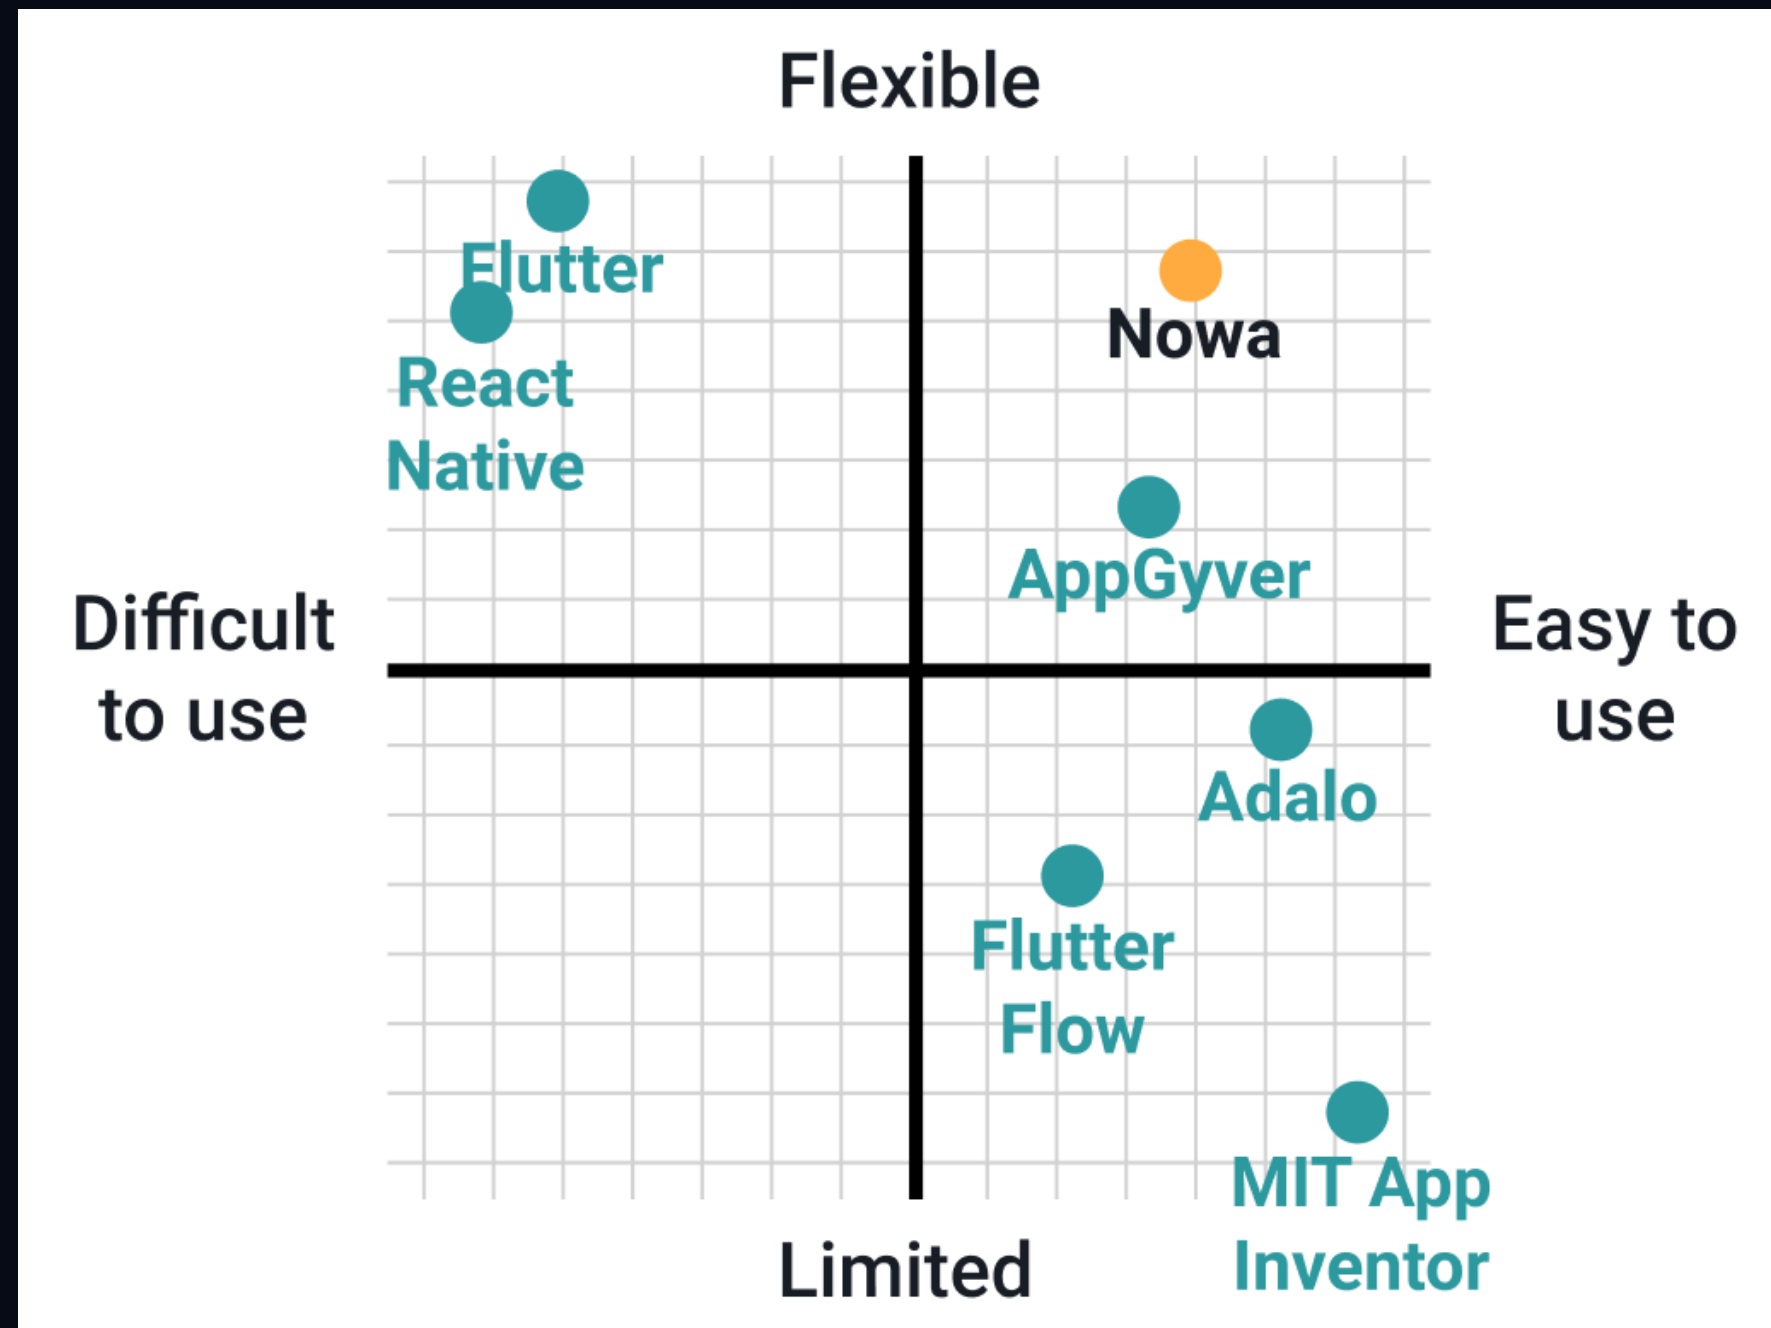 Flexible
Flutter
Nowa
React
Native
AppGyver
Difficult
to use
Easy to
use
Adalo
Flutter
Flow
MIT App
Inventor
Limited